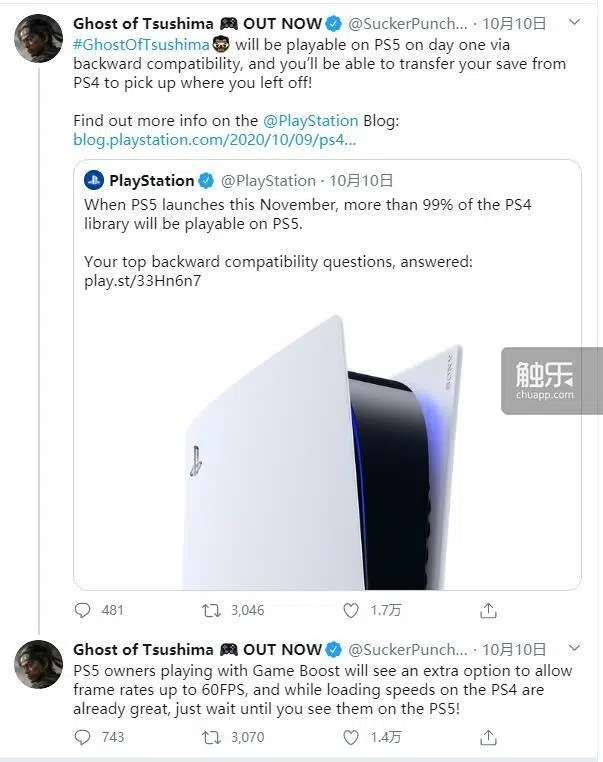 Ghost of Tsushima 🎮 OUT NOW @SuckerPunch... · 10月10日
#GhostOfTsushima will be playable on PS5 on day one via
backward compatibility, and you'll be able to transfer your save from
PS4 to pick up where you left off!
Find out more info on the @PlayStation Blog:
blog.playstation.com/2020/10/09/ps4...
PlayStation @PlayStation · 10月10日
When PS5 launches this November, more than 99% of the PS4
library will be playable on PS5.
Your top backward compatibility questions, answered:
play.st/33Hn6n7
SONY
触乐
chuapp.com
481 3,046 1.7万
Ghost of Tsushima 🎮 OUT NOW @SuckerPunch... · 10月10日
PS5 owners playing with Game Boost will see an extra option to allow
frame rates up to 60FPS, and while loading speeds on the PS4 are
already great, just wait until you see them on the PS5!
743 3,070 1.4万